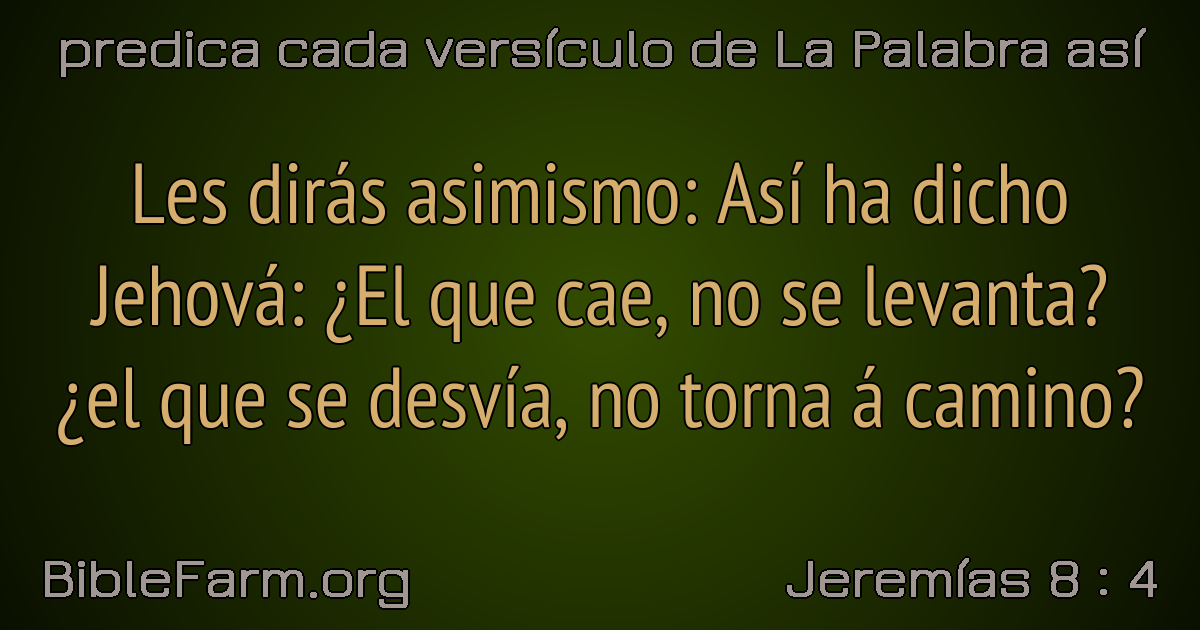 predica cada versículo de La Palabra así
Les dirás asimismo: Así ha dicho
Jehová: ¿El que cae, no se levanta?
¿el que se desvía, no torna á camino?
BibleFarm.org
Jeremías 8 : 4